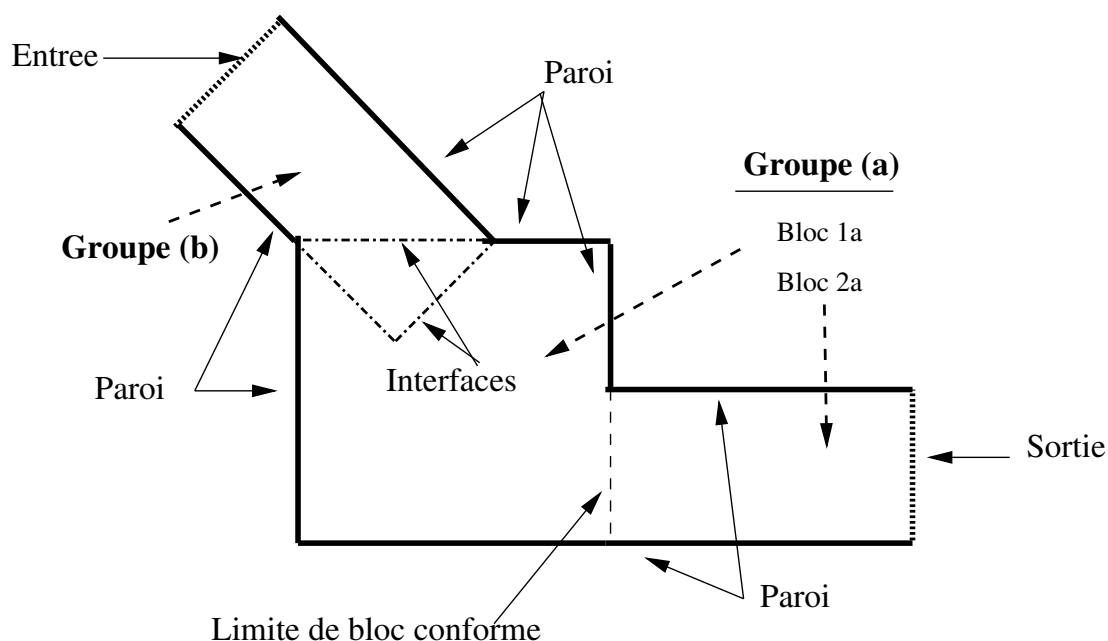 Entree
Paroi
Groupe (a)
Bloc 1a
Groupe (b)
Bloc 2a
Paroi
Interfaces
Sortie
Paroi
Limite de bloc conforme